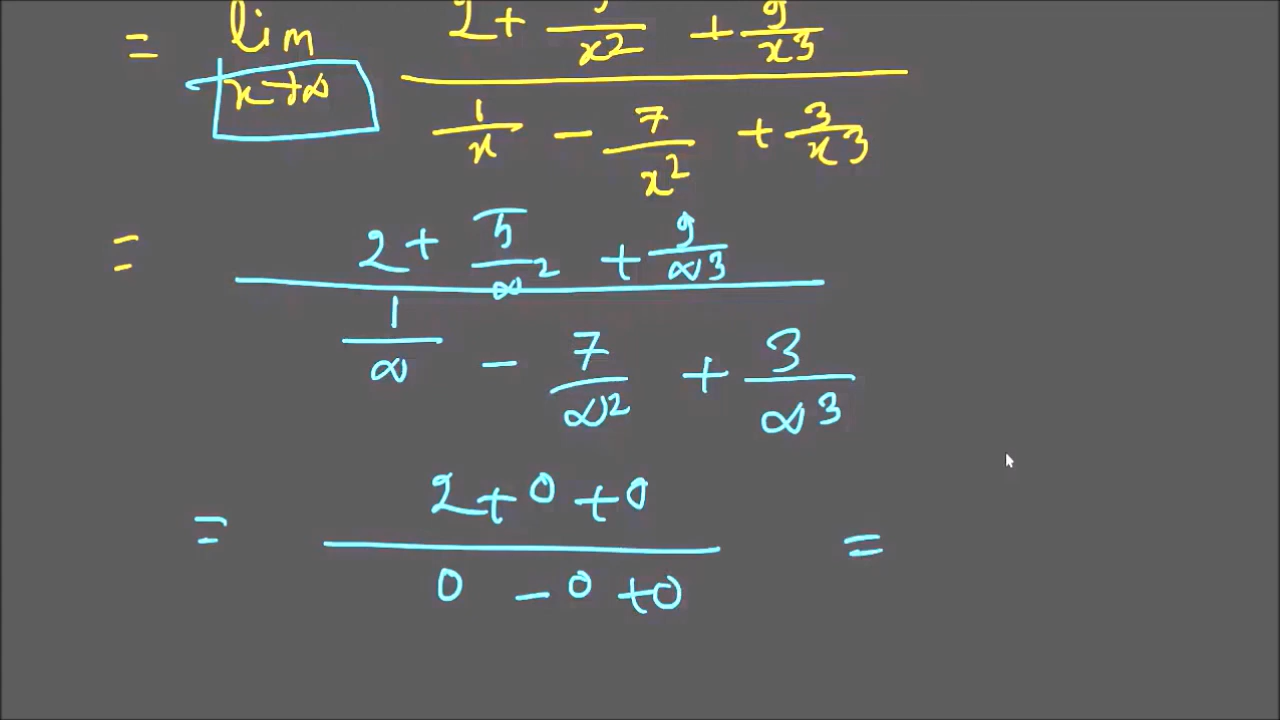 = lim x→∞ 2 + 5/x2 + 9/x3
1/x − 7/x² + 3/x3
= 2 + 5/∞2 + 9/∞3
1/∞ − 7/∞2 + 3/∞3
= 2 + 0 + 0 =
0 − 0 + 0